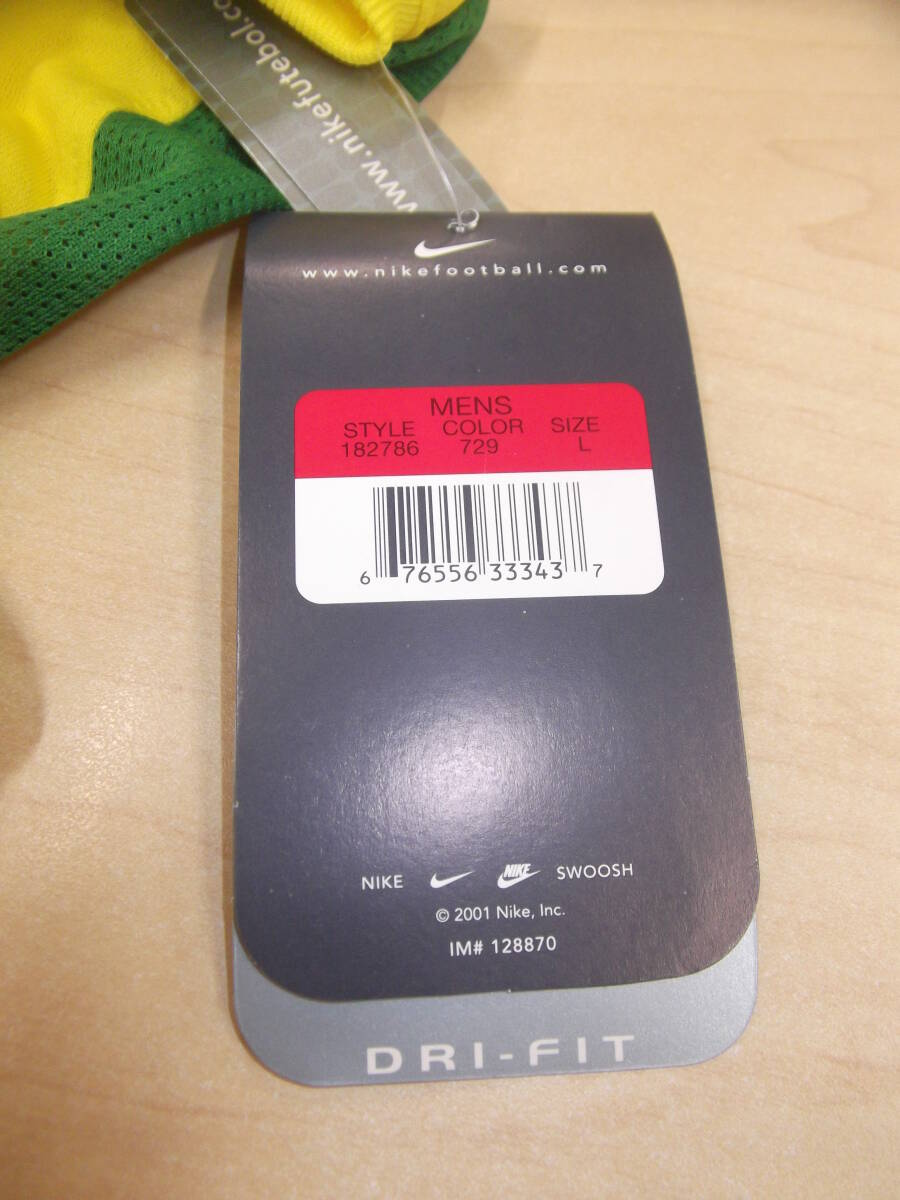 www.nikefutebol.co
www.nikefootball.com
MENS
STYLE COLOR SIZE
182786 729 L
6 76556 33343 7
NIKE NIKE SWOOSH
© 2001 Nike, Inc.
IM# 128870
DRI-FIT